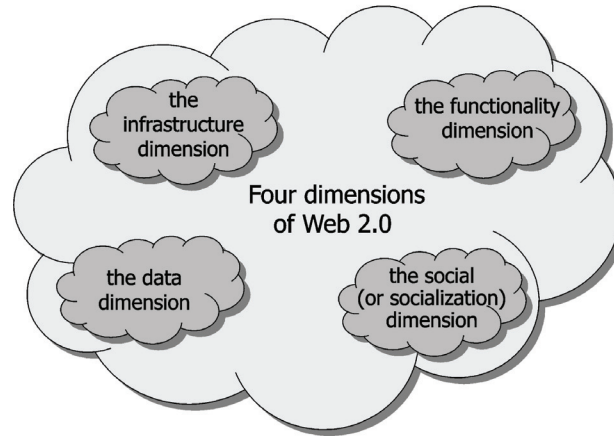 the
infrastructure
dimension
the functionality
dimension
Four dimensions
of Web 2.0
the data
dimension
the social
(or socialization)
dimension